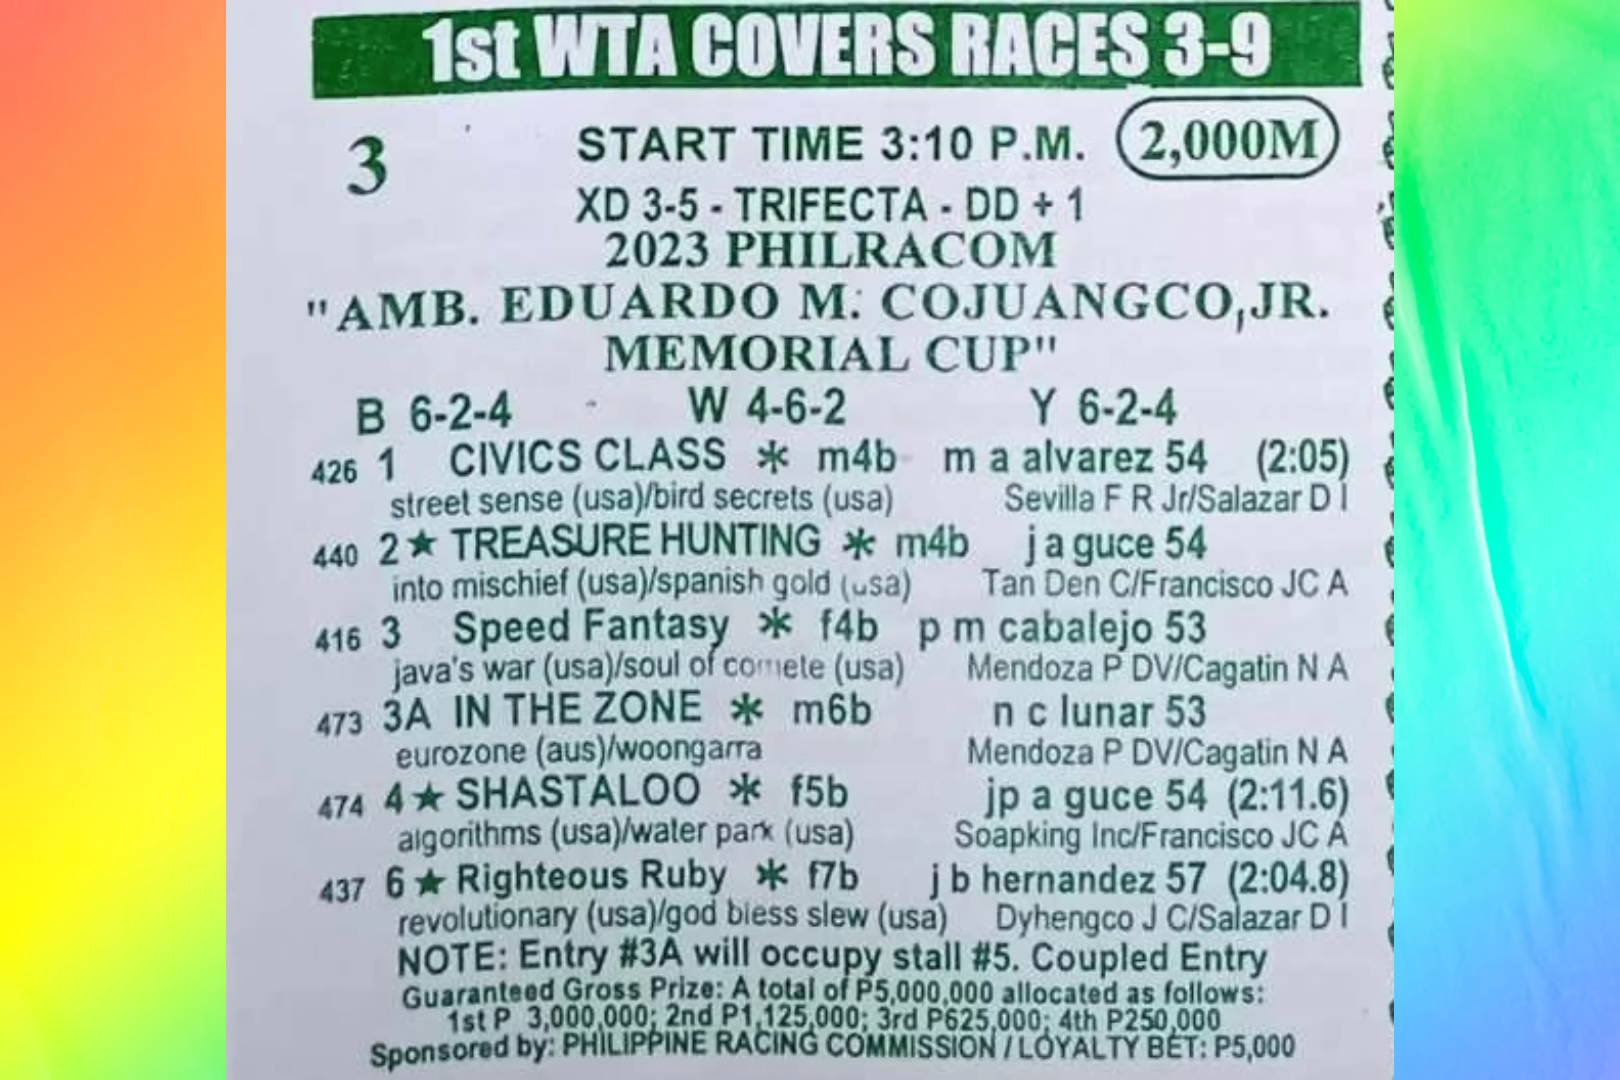 1st WTA COVERS RACES 3-9
3 START TIME 3:10 P.M. 2,000M
XD 3-5 - TRIFECTA - DD + 1
2023 PHILRACOM
"AMB. EDUARDO M. COJUANGCO, JR.
MEMORIAL CUP"
B 6-2-4 W 4-6-2 Y 6-2-4
426 1 CIVICS CLASS * m4b m a alvarez 54 (2:05)
street sense (usa)/bird secrets (usa) Sevilla F R Jr/Salazar D I
440 2★ TREASURE HUNTING * m4b j a guce 54
into mischief (usa)/spanish gold (usa) Tan Den C/Francisco JC A
416 3 Speed Fantasy * f4b p m cabalejo 53
java's war (usa)/soul of comete (usa) Mendoza P DV/Cagatin N A
473 3A IN THE ZONE * m6b n c lunar 53
eurozone (aus)/woongarra Mendoza P DV/Cagatin N A
474 4★ SHASTALOO * f5b jp a guce 54 (2:11.6)
algorithms (usa)/water park (usa) Soapking Inc/Francisco JC A
437 6★ Righteous Ruby * f7b j b hernandez 57 (2:04.8)
revolutionary (usa)/god bless slew (usa) Dyhengco J C/Salazar D I
NOTE: Entry #3A will occupy stall #5. Coupled Entry
Guaranteed Gross Prize: A total of P5,000,000 allocated as follows:
1st P 3,000,000; 2nd P1,125,000; 3rd P625,000; 4th P250,000
Sponsored by: PHILIPPINE RACING COMMISSION / LOYALTY BET: P5,000